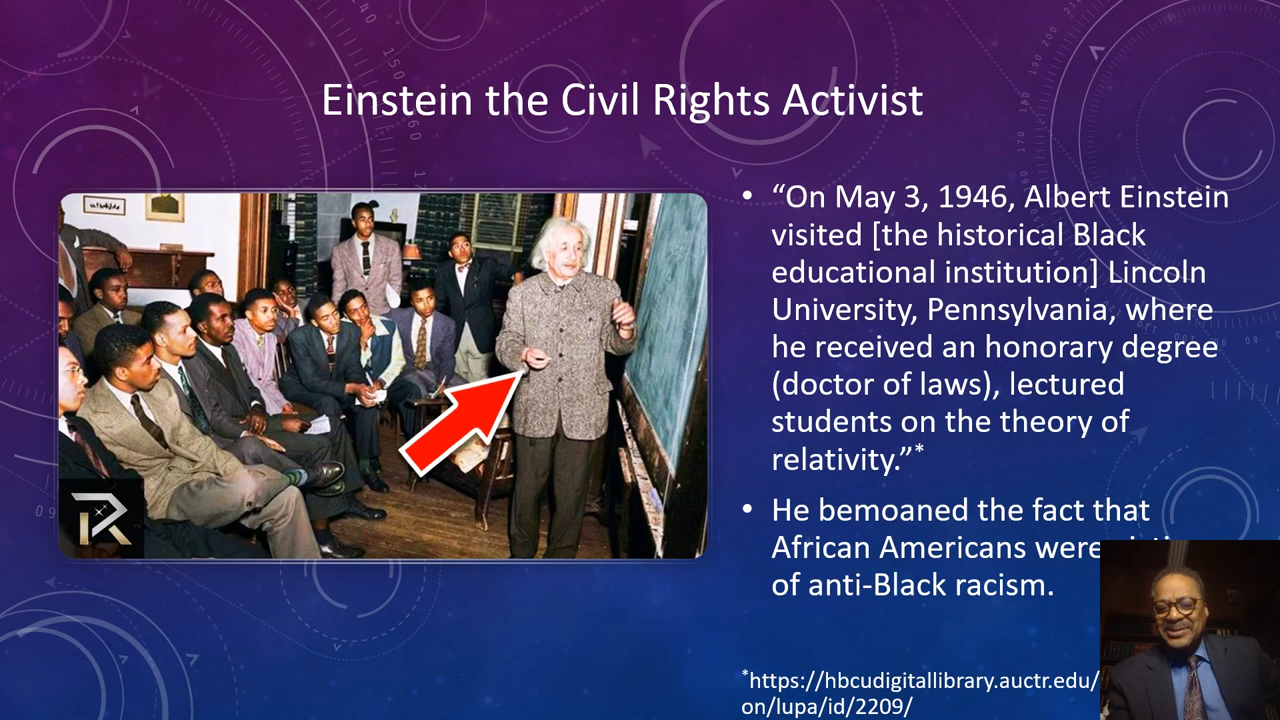 Einstein the Civil Rights Activist
• “On May 3, 1946, Albert Einstein
visited [the historical Black
educational institution] Lincoln
University, Pennsylvania, where
he received an honorary degree
(doctor of laws), lectured
students on the theory of
relativity.”*
• He bemoaned the fact that
African Americans were
of anti-Black racism.
*https://hbcudigitallibrary.auctr.edu/
on/lupa/id/2209/